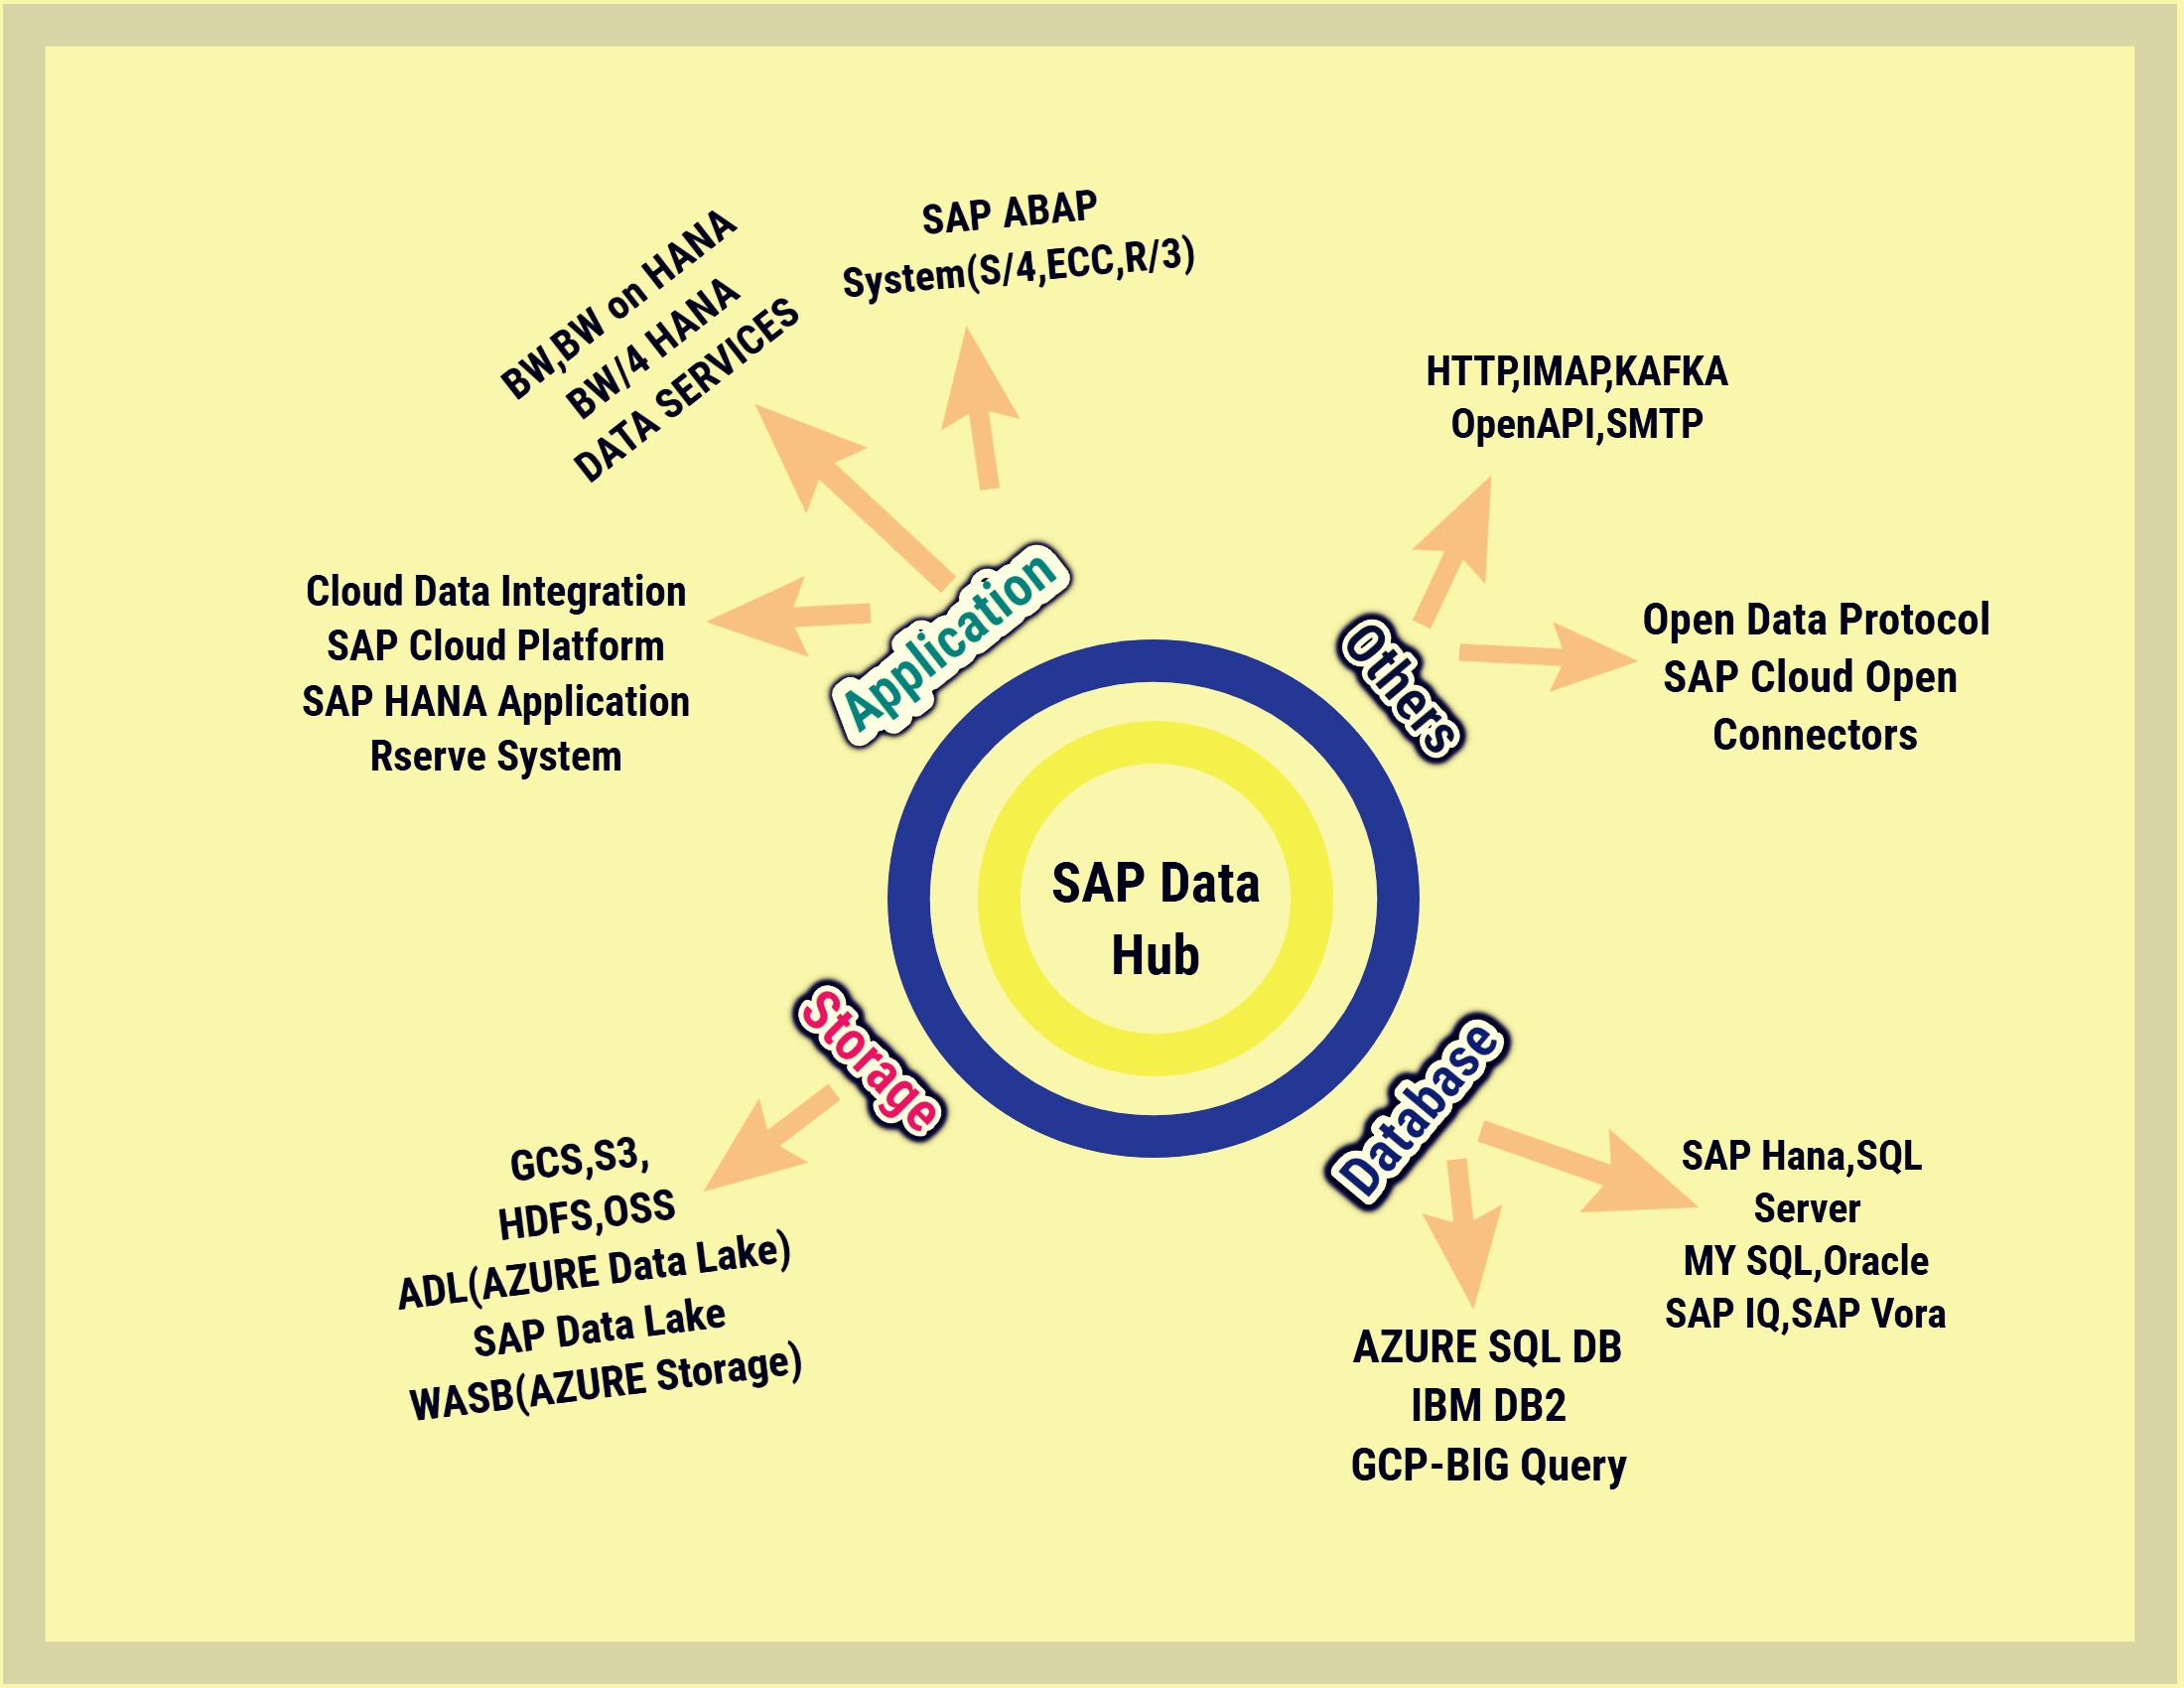 SAP ABAP
System(S/4,ECC,R/3)
BW,BW on HANA
BW/4 HANA
DATA SERVICES
Cloud Data Integration
SAP Cloud Platform
SAP HANA Application
Rserve System
Application
HTTP,IMAP,KAFKA
OpenAPI,SMTP
Others
Open Data Protocol
SAP Cloud Open
Connectors
SAP Data
Hub
Storage
GCS,S3,
HDFS,OSS
ADL(AZURE Data Lake)
SAP Data Lake
WASB(AZURE Storage)
Database
SAP Hana,SQL
Server
MY SQL,Oracle
SAP IQ,SAP Vora
AZURE SQL DB
IBM DB2
GCP-BIG Query